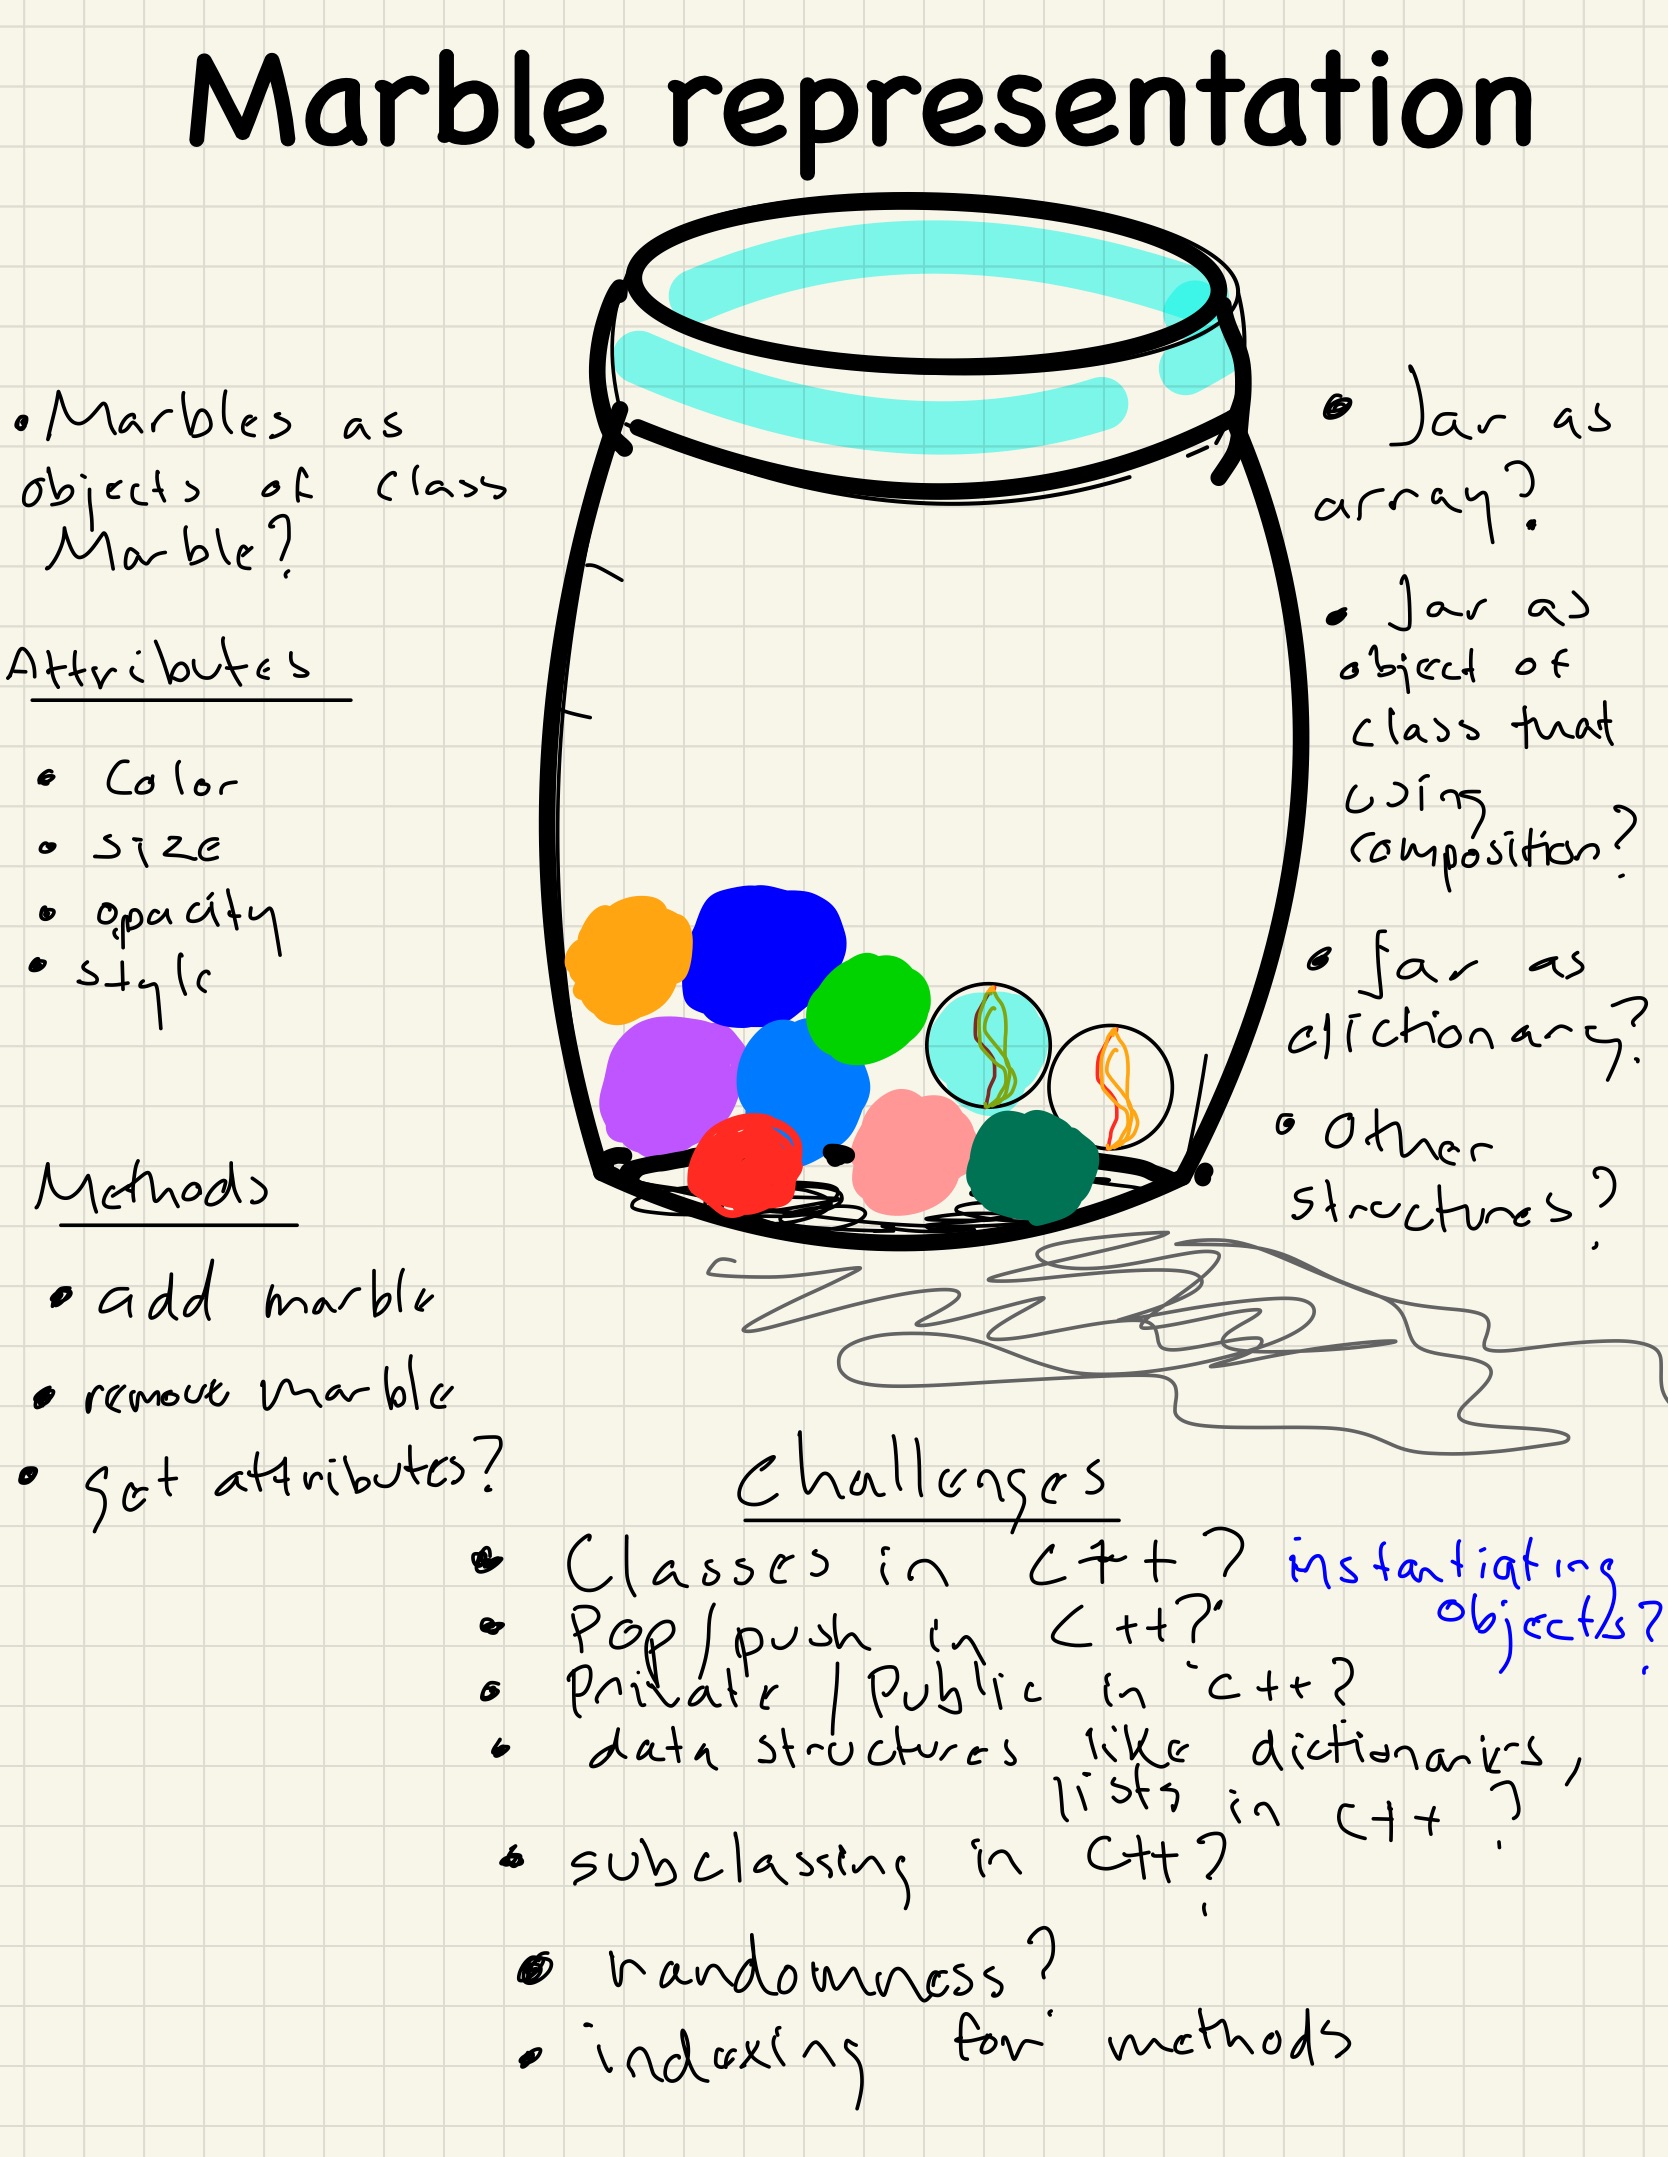 Marble representation
• Marbles as
objects of class
Marble?
Attributes
• Color
• size
• opacity
• style
Methods
• add marble
• remove marble
• get attributes?
• Jar as
array?
• Jar as
object of
class that
using
composition?
• Jar as
dictionary?
• Other
structures?
Challenges
• Classes in C++? instantiating
objects?
• Pop/push in C++?
• Private/Public in C++?
• data structures like dictionaries,
lists in C++?
• subclassing in C++?
• randomness?
• indexing for methods